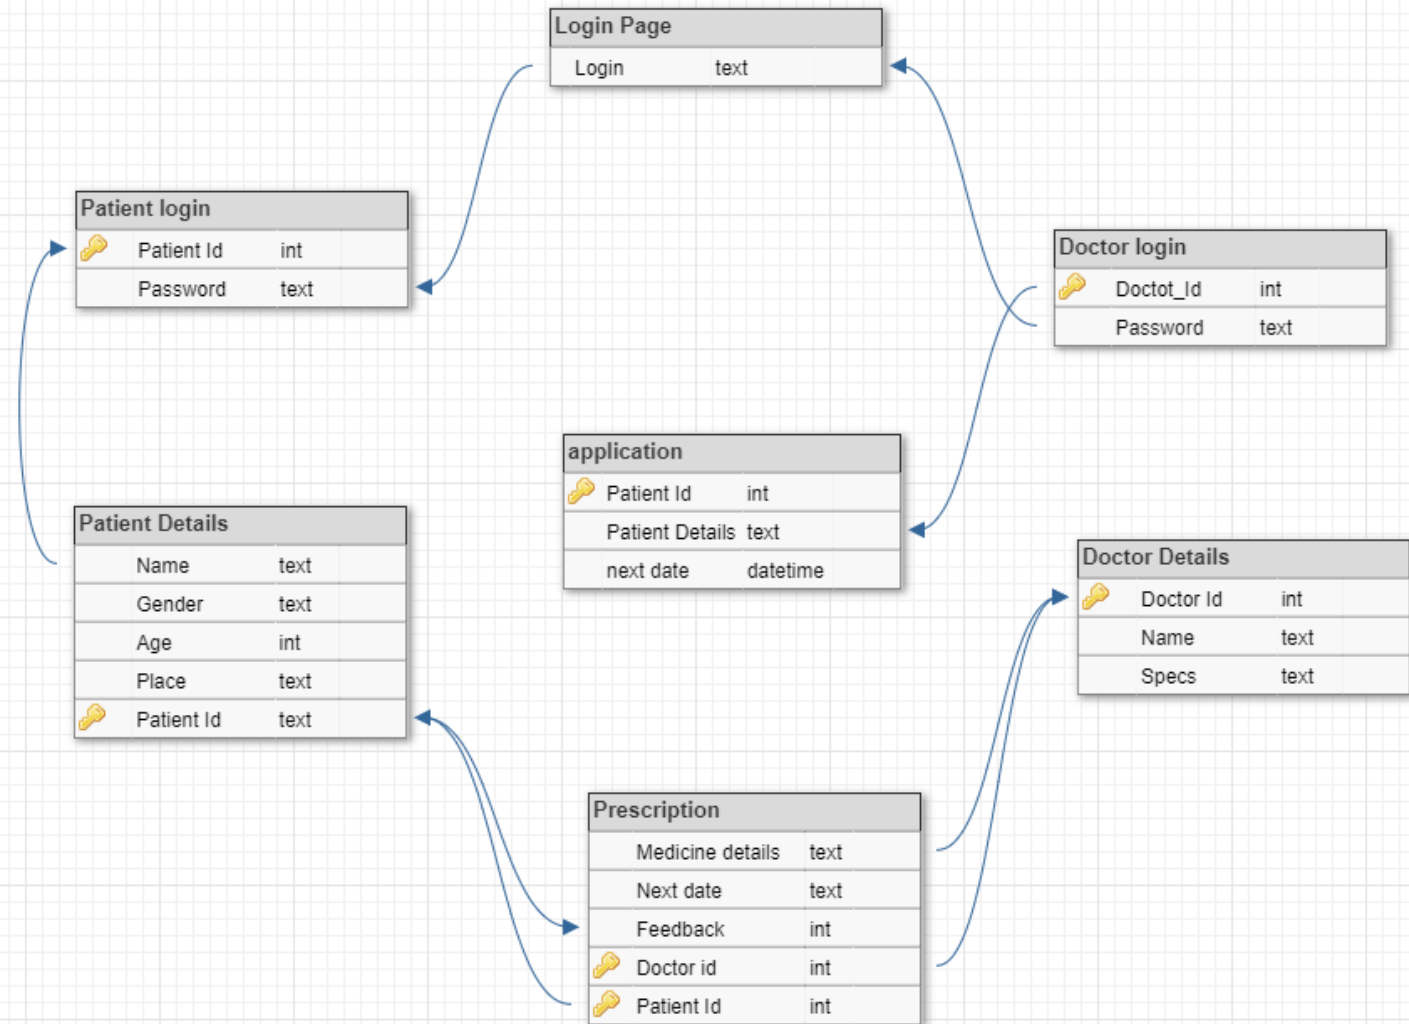 Login Page
Login text
Patient login
Patient Id int
Password text
Doctor login
Doctot_Id int
Password text
application
Patient Id int
Patient Details text
next date datetime
Patient Details
Name text
Gender text
Age int
Place text
Patient Id text
Doctor Details
Doctor Id int
Name text
Specs text
Prescription
Medicine details text
Next date text
Feedback int
Doctor id int
Patient Id int